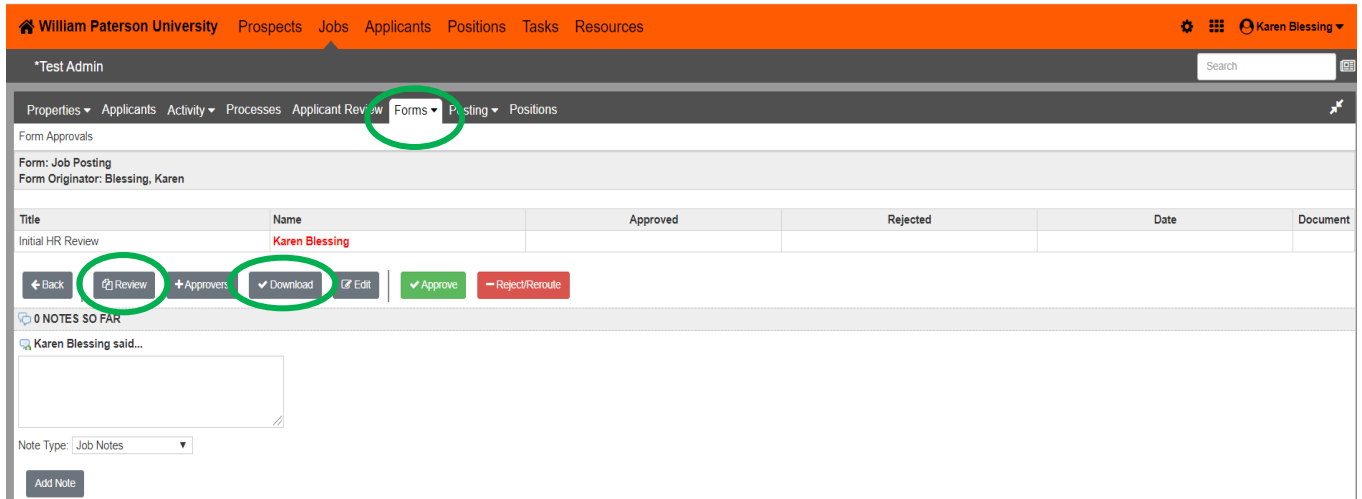 William Paterson University Prospects Jobs Applicants Positions Tasks Resources Karen Blessing
*Test Admin Search
Properties Applicants Activity Processes Applicant Review Forms Posting Positions
Form Approvals
Form: Job Posting
Form Originator: Blessing, Karen
Title Name Approved Rejected Date Document
Initial HR Review Karen Blessing
Back Review +Approvers Download Edit Approve Reject/Reroute
0 NOTES SO FAR
Karen Blessing said...
Note Type: Job Notes
Add Note